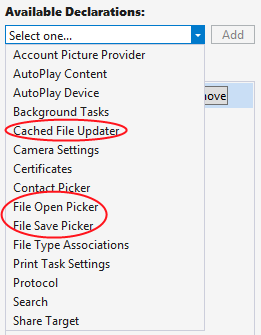 Available Declarations:
Select one... Add
Account Picture Provider
AutoPlay Content
AutoPlay Device
Background Tasks
Cached File Updater
Camera Settings
Certificates
Contact Picker
File Open Picker
File Save Picker
File Type Associations
Print Task Settings
Protocol
Search
Share Target